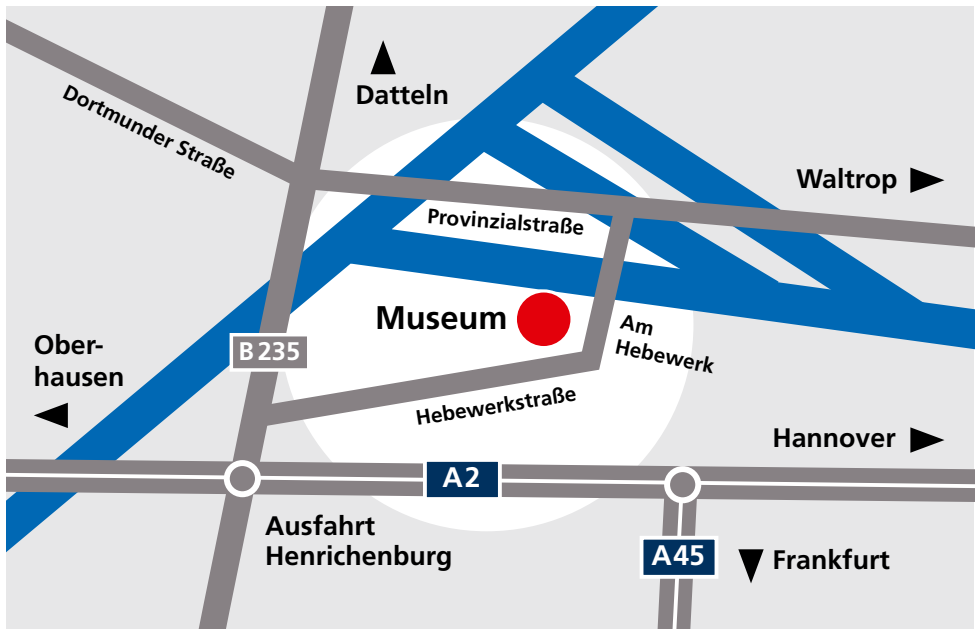 Datteln
Dortmunder Straße
Waltrop
Provinzialstraße
Museum
Am
Hebewerk
B 235
Ober-
hausen
Hebewerkstraße
Hannover
A2
Ausfahrt
Henrichenburg
A45
Frankfurt